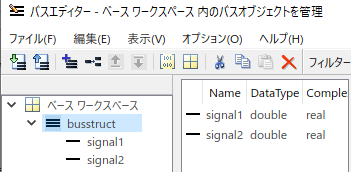 バスエディター - ベース ワークスペース 内のバスオブジェクトを管理
ファイル(F) 編集(E) 表示(V) オプション(O) ヘルプ(H)
フィルター
ベース ワークスペース
busstruct
signal1
signal2
Name DataType Comple
signal1 double real
signal2 double real